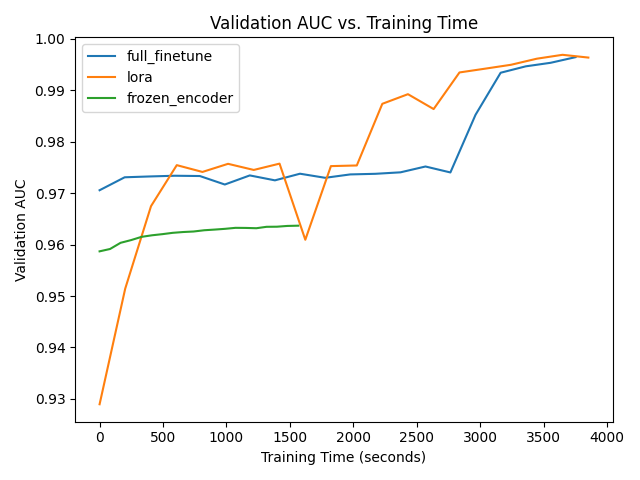 Validation AUC vs. Training Time
full_finetune
lora
frozen_encoder
Validation AUC
1.00
0.99
0.98
0.97
0.96
0.95
0.94
0.93
0 500 1000 1500 2000 2500 3000 3500 4000
Training Time (seconds)